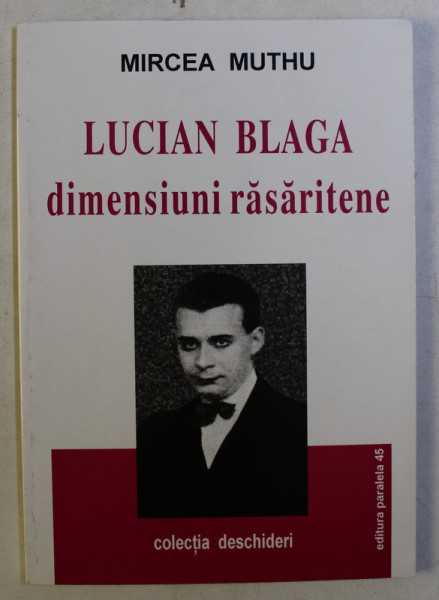 MIRCEA MUTHU
LUCIAN BLAGA
dimensiuni răsăritene
colecția deschideri
editura paralela 45